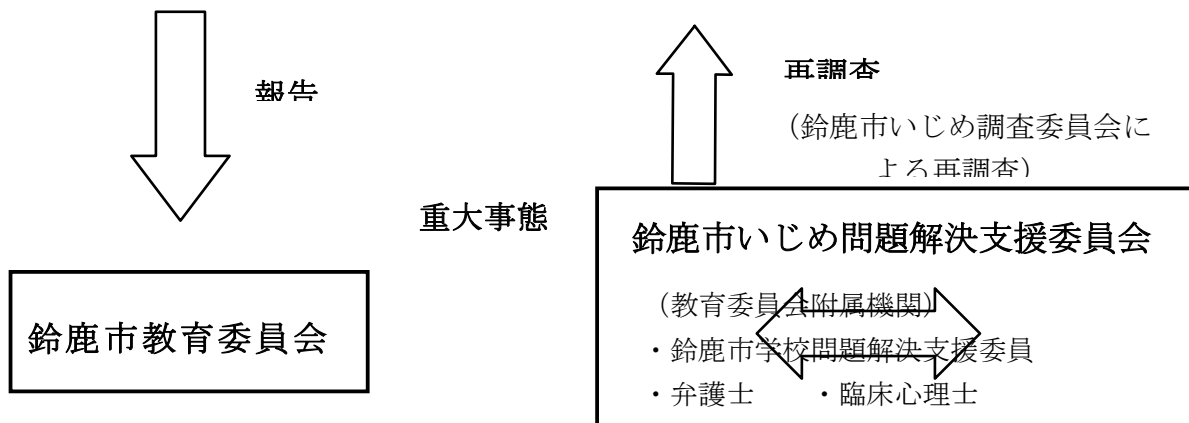 報告
再調査
（鈴鹿市いじめ調査委員会に
よる再調査）
重大事態
鈴鹿市いじめ問題解決支援委員会
（教育委員会附属機関）
・鈴鹿市学校問題解決支援委員
・弁護士　・臨床心理士
鈴鹿市教育委員会